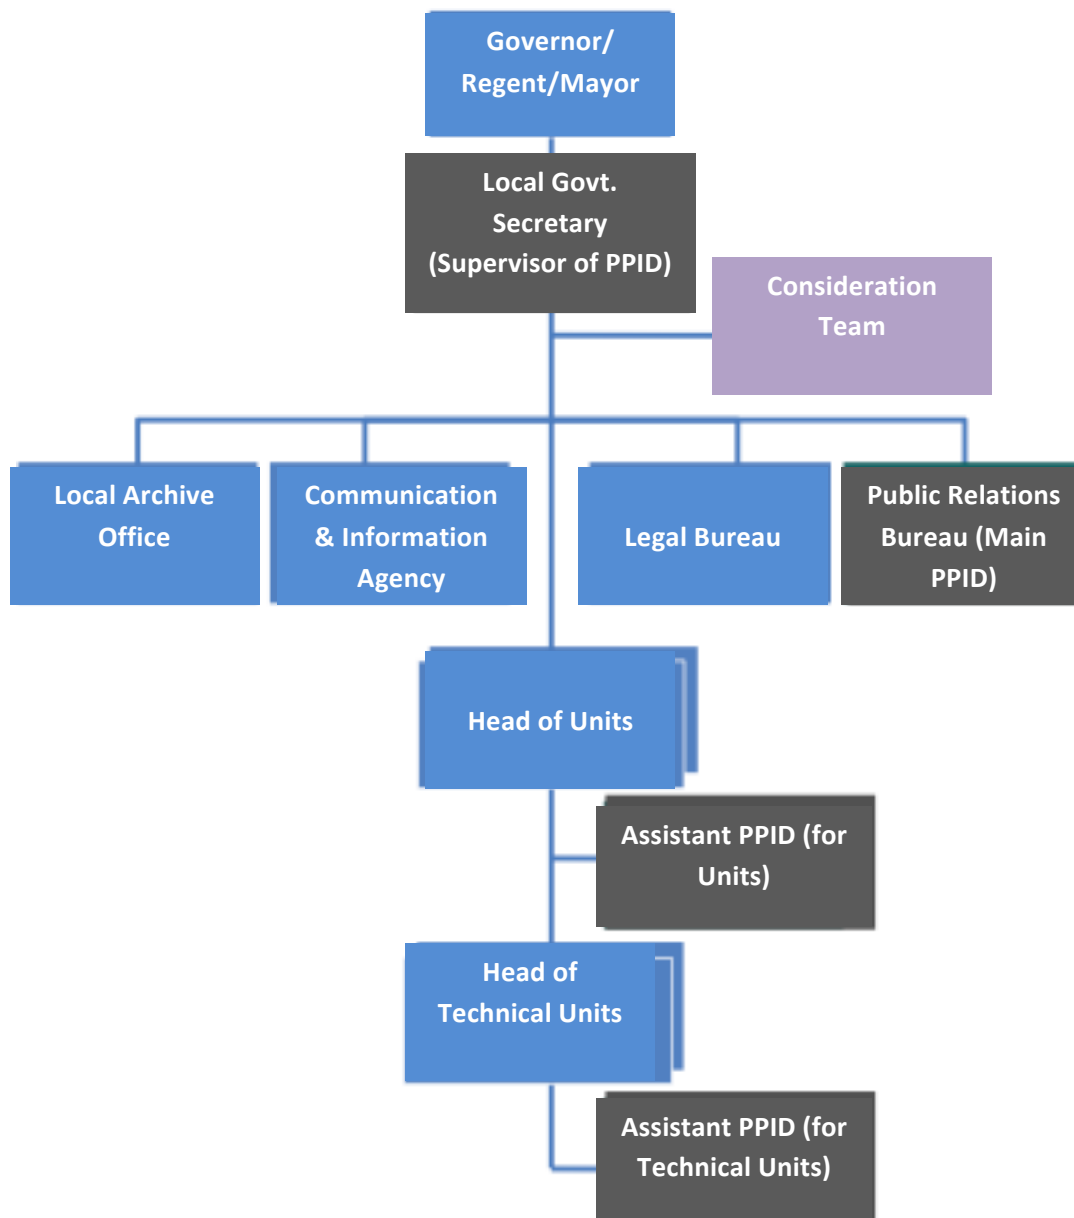 Governor/
Regent/Mayor
Local Govt.
Secretary
(Supervisor of PPID)
Consideration
Team
Local Archive
Office
Communication
& Information
Agency
Legal Bureau
Public Relations
Bureau (Main
PPID)
Head of Units
Assistant PPID (for
Units)
Head of
Technical Units
Assistant PPID (for
Technical Units)